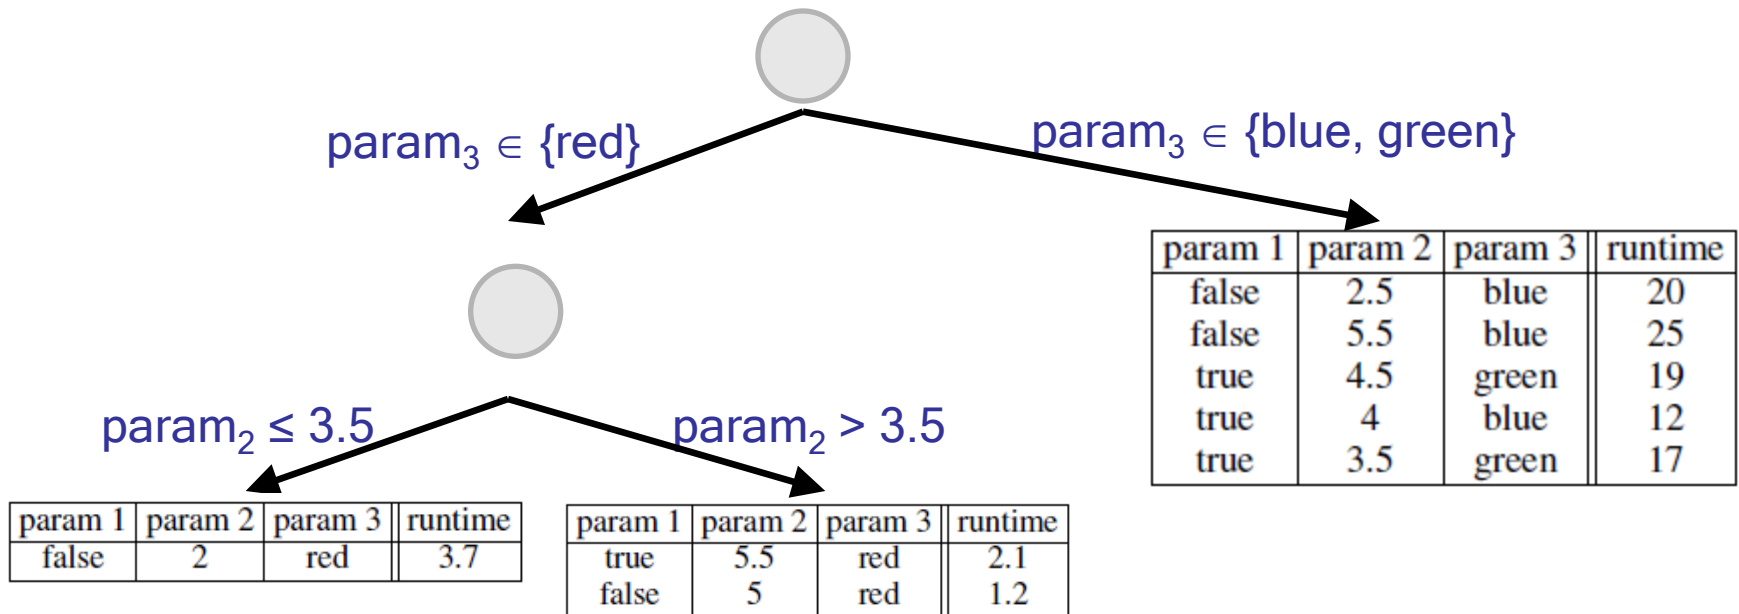 param₃ ∈ {red}
param₃ ∈ {blue, green}
param 1 param 2 param 3 runtime
false 2.5 blue 20
false 5.5 blue 25
true 4.5 green 19
true 4 blue 12
true 3.5 green 17
param₂ ≤ 3.5
param₂ > 3.5
param 1 param 2 param 3 runtime
false 2 red 3.7
param 1 param 2 param 3 runtime
true 5.5 red 2.1
false 5 red 1.2